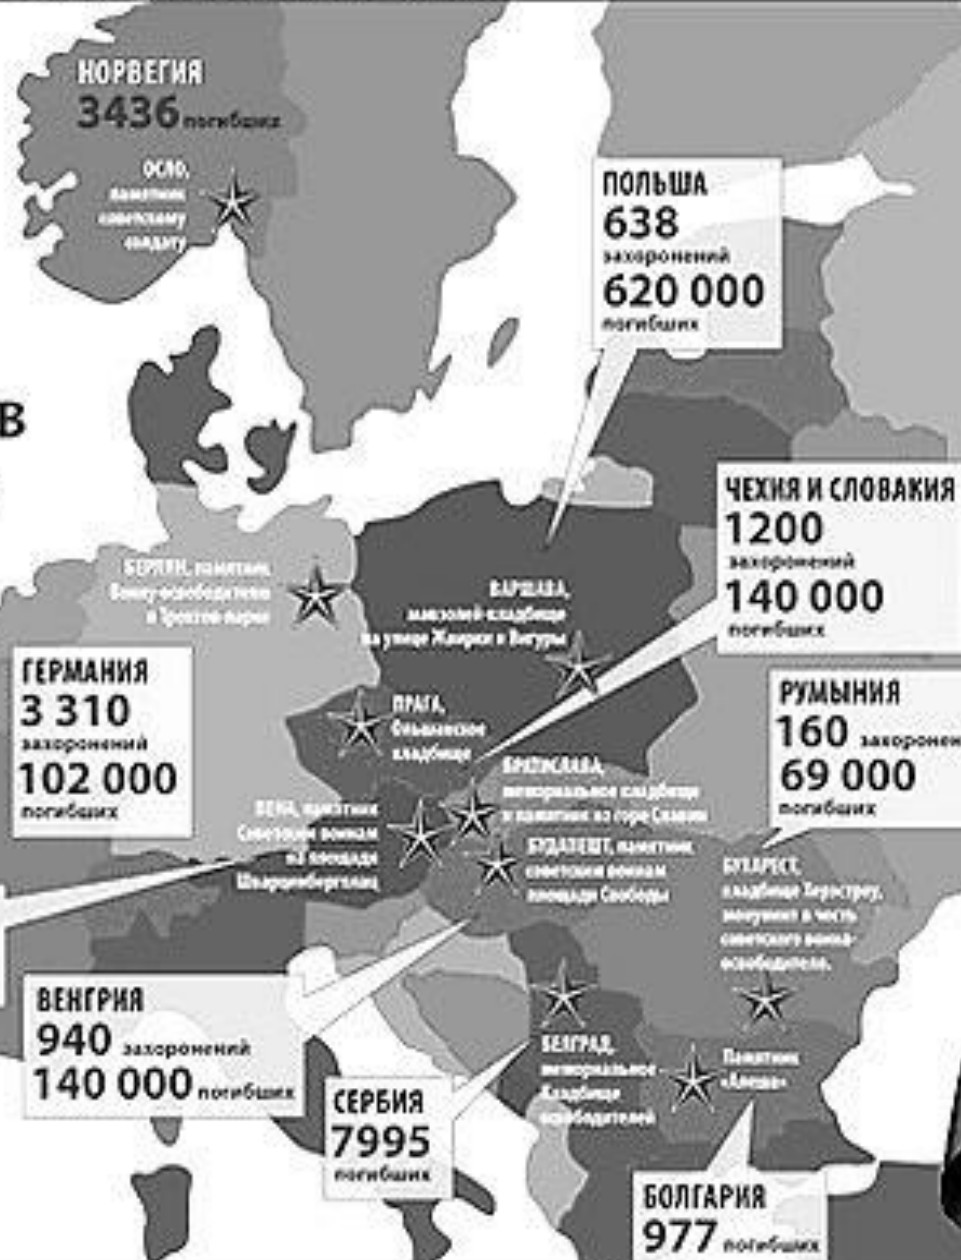 НОРВЕГИЯ
3436 погибших
ОСЛО,
памятник
советскому
солдату
ПОЛЬША
638
захоронений
620 000
погибших
В
ЧЕХИЯ И СЛОВАКИЯ
1200
захоронений
140 000
погибших
БЕРЛИН, памятник
Воину-освободителю
в Трептов-парке
ВАРШАВА,
мавзолей-кладбище
на улице Жвирки и Вигуры
ГЕРМАНИЯ
3 310
захоронений
102 000
погибших
ПРАГА,
Ольшанское
кладбище
РУМЫНИЯ
160 захоронен
69 000
погибших
БРАТИСЛАВА,
мемориальное кладбище
и памятник на горе Славин
ВЕНА, памятник
Советским воинам
на площади
Шварценбергплац
БУДАПЕШТ, памятник
советским воинам
площади Свободы
БУХАРЕСТ,
кладбище Херэстреу,
монумент в честь
советского воина-
освободителя.
ВЕНГРИЯ
940 захоронений
140 000 погибших
БЕЛГРАД,
мемориальное
Кладбище
освободителей
Памятник
«Алеша»
СЕРБИЯ
7995
погибших
БОЛГАРИЯ
977 погибших